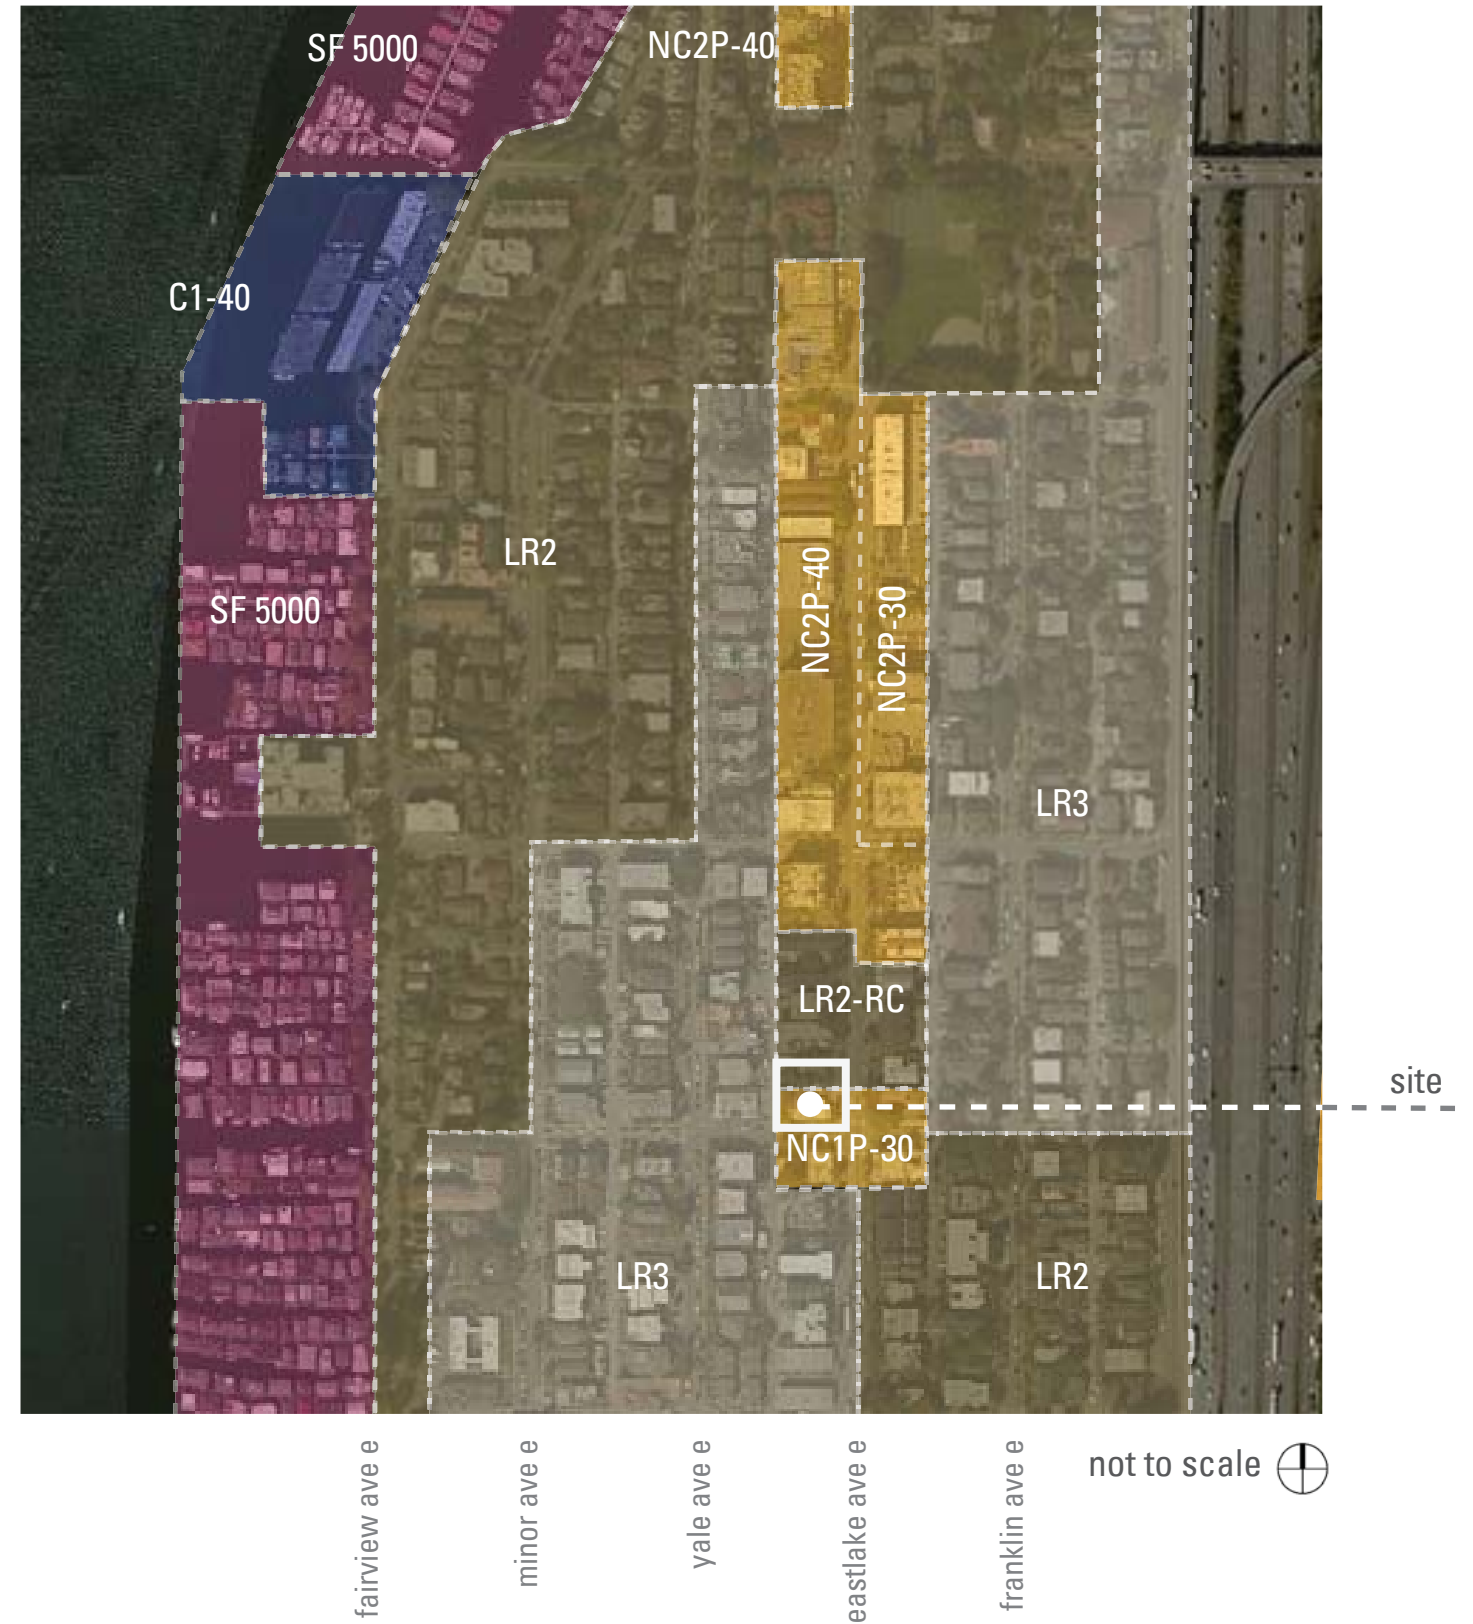 SF 5000
NC2P-40
C1-40
LR2
NC2P-40
SF 5000
NC2P-30
LR3
LR2-RC
site
NC1P-30
LR3
LR2
not to scale
fairview ave e
minor ave e
yale ave e
eastlake ave e
franklin ave e